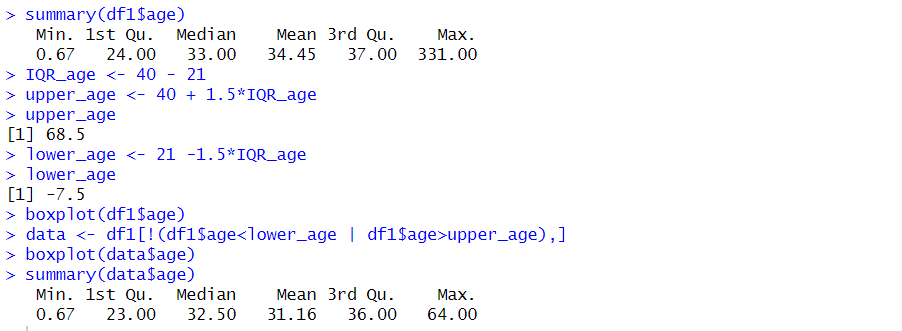 > summary(df1$age)
Min. 1st Qu. Median Mean 3rd Qu. Max.
0.67 24.00 33.00 34.45 37.00 331.00
> IQR_age <- 40 - 21
> upper_age <- 40 + 1.5*IQR_age
> upper_age
[1] 68.5
> lower_age <- 21 -1.5*IQR_age
> lower_age
[1] -7.5
> boxplot(df1$age)
> data <- df1[!(df1$age<lower_age | df1$age>upper_age),]
> boxplot(data$age)
> summary(data$age)
Min. 1st Qu. Median Mean 3rd Qu. Max.
0.67 23.00 32.50 31.16 36.00 64.00